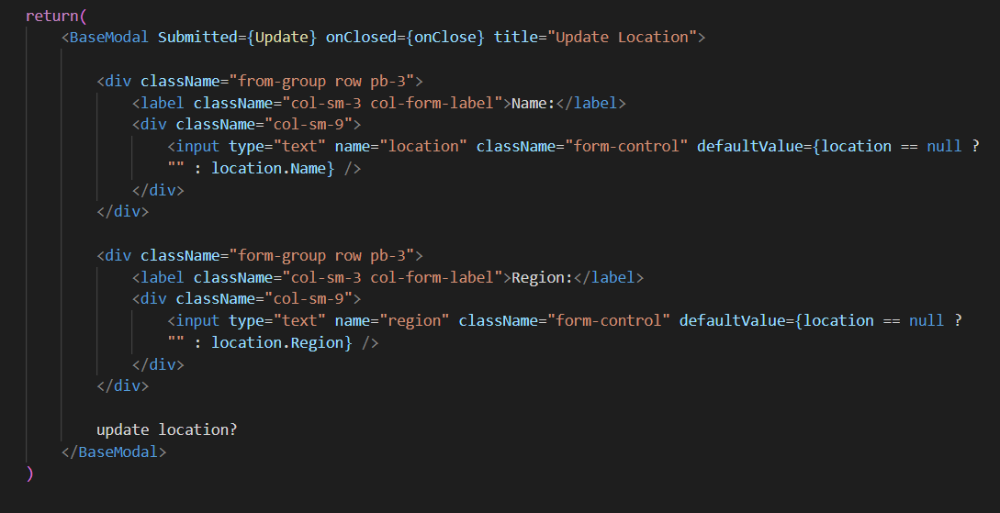 return(
<BaseModal Submitted={Update} onClosed={onClose} title="Update Location">
<div className="from-group row pb-3">
<label className="col-sm-3 col-form-label">Name:</label>
<div className="col-sm-9">
<input type="text" name="location" className="form-control" defaultValue={location == null ?
"" : location.Name} />
</div>
</div>
<div className="form-group row pb-3">
<label className="col-sm-3 col-form-label">Region:</label>
<div className="col-sm-9">
<input type="text" name="region" className="form-control" defaultValue={location == null ?
"" : location.Region} />
</div>
</div>
update location?
</BaseModal>
)